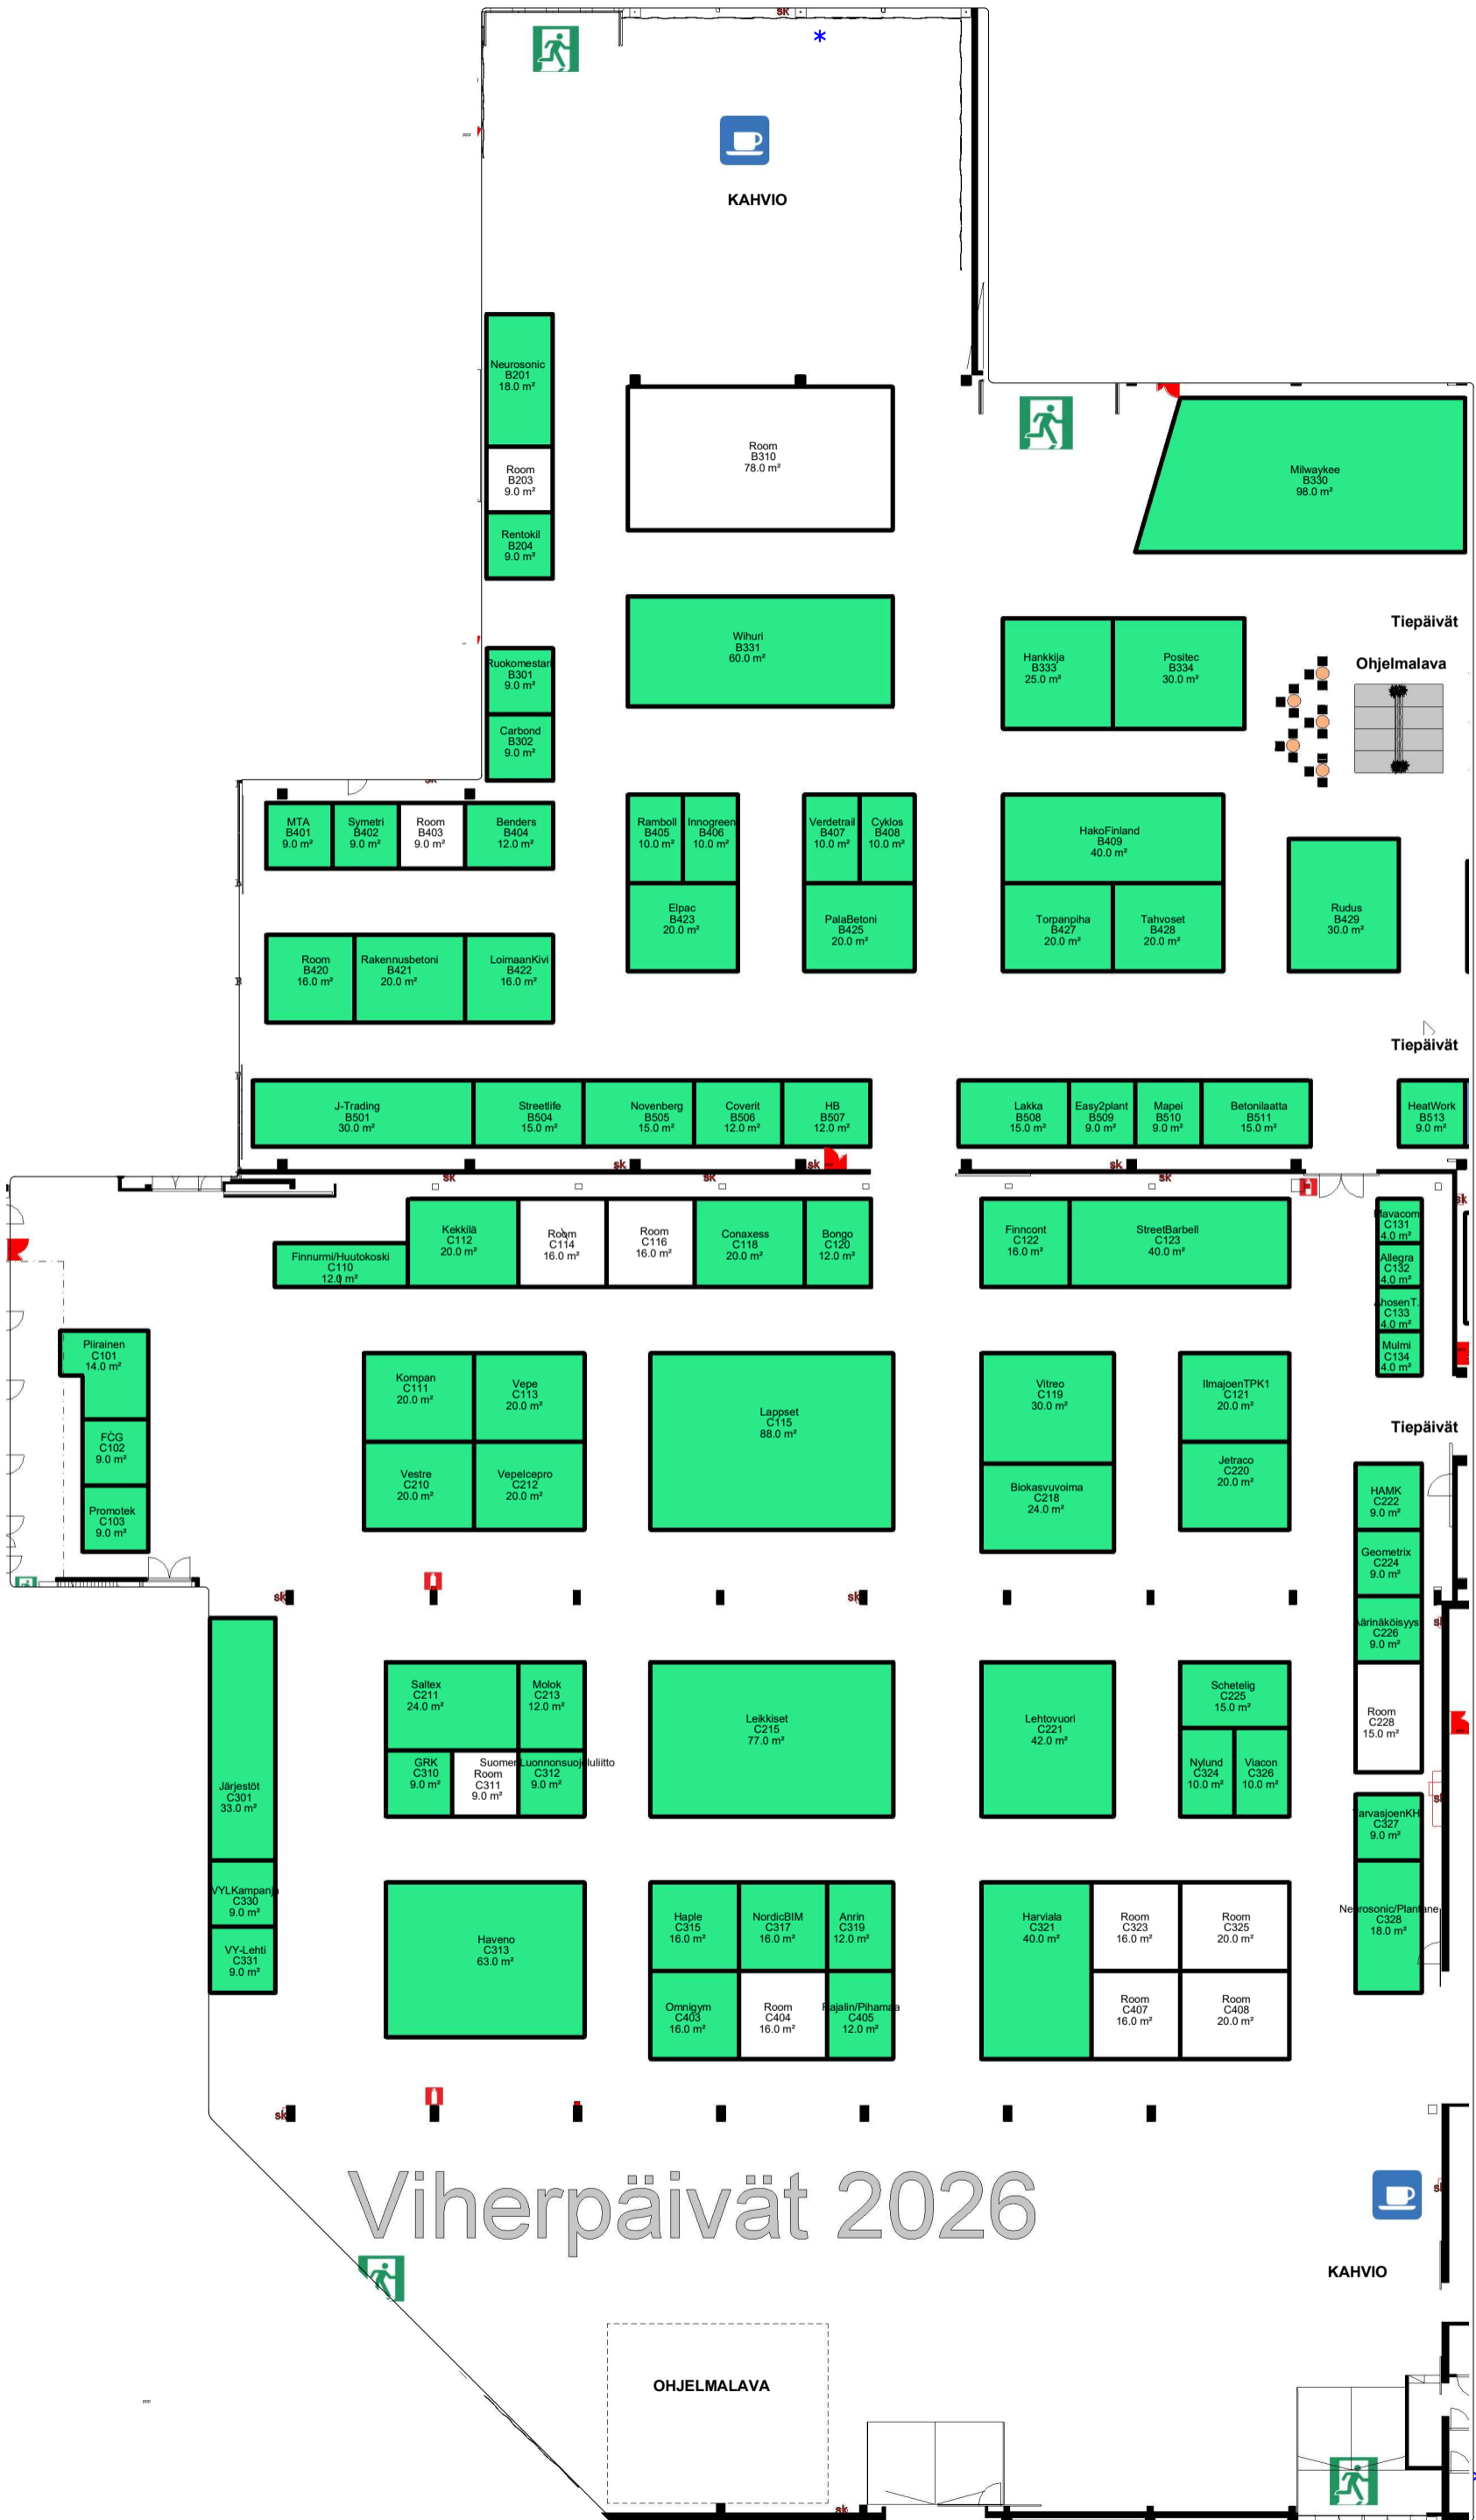 sk
KAHVIO
Neurosonic
B201
18.0 m²
Room
B203
9.0 m²
Rentokil
B204
9.0 m²
Room
B310
78.0 m²
Milwaykee
B330
98.0 m²
Wihuri
B331
60.0 m²
Hankkija
B333
25.0 m²
Positec
B334
30.0 m²
Tiepäivät
Ohjelmalava
Ruokomestari
B301
9.0 m²
Carbond
B302
9.0 m²
sk
MTA
B401
9.0 m²
Symetri
B402
9.0 m²
Room
B403
9.0 m²
Benders
B404
12.0 m²
Ramboll
B405
10.0 m²
Innogreen
B406
10.0 m²
Verdetrail
B407
10.0 m²
Cyklos
B408
10.0 m²
HakoFinland
B409
40.0 m²
Elpac
B423
20.0 m²
PalaBetoni
B425
20.0 m²
Torpanpiha
B427
20.0 m²
Tahvoset
B428
20.0 m²
Rudus
B429
30.0 m²
Room
B420
16.0 m²
Rakennusbetoni
B421
20.0 m²
LoimaanKivi
B422
16.0 m²
Tiepäivät
J-Trading
B501
30.0 m²
Streetlife
B504
15.0 m²
Novenberg
B505
15.0 m²
Coverit
B506
12.0 m²
HB
B507
12.0 m²
Lakka
B508
15.0 m²
Easy2plant
B509
9.0 m²
Mapei
B510
9.0 m²
Betonilaatta
B511
15.0 m²
HeatWork
B513
9.0 m²
sk
sk
sk
sk
sk
sk
sk
Finnurmi/Huutokoski
C110
12.0 m²
Kekkilä
C112
20.0 m²
Room
C114
16.0 m²
Room
C116
16.0 m²
Conaxess
C118
20.0 m²
Bongo
C120
12.0 m²
Finncont
C122
16.0 m²
StreetBarbell
C123
40.0 m²
Mavacom
C131
4.0 m²
Allegra
C132
4.0 m²
AhosenT.
C133
4.0 m²
Mulmi
C134
4.0 m²
Piirainen
C101
14.0 m²
FCG
C102
9.0 m²
Promotek
C103
9.0 m²
Kompan
C111
20.0 m²
Vepe
C113
20.0 m²
Vestre
C210
20.0 m²
Vepelcepro
C212
20.0 m²
Lappset
C115
88.0 m²
Vitreo
C119
30.0 m²
Biokasvuvoima
C218
24.0 m²
IlmajoenTPK1
C121
20.0 m²
Jetraco
C220
20.0 m²
Tiepäivät
HAMK
C222
9.0 m²
Geometrix
C224
9.0 m²
Äärinäköisyys
C226
9.0 m²
Room
C228
15.0 m²
sk
sk
Saltex
C211
24.0 m²
Molok
C213
12.0 m²
GRK
C310
9.0 m²
Room
C311
9.0 m²
Suomen Luonnonsuojeluliitto
C312
9.0 m²
Leikkiset
C215
77.0 m²
Lehtovuori
C221
42.0 m²
Schetelig
C225
15.0 m²
Nylund
C324
10.0 m²
Viacon
C326
10.0 m²
TarvasjoenKH
C327
9.0 m²
Neurosonic/Plantane
C328
18.0 m²
Järjestöt
C301
33.0 m²
VYLKampanja
C330
9.0 m²
VY-Lehti
C331
9.0 m²
Haveno
C313
63.0 m²
Haple
C315
16.0 m²
NordicBIM
C317
16.0 m²
Anrin
C319
12.0 m²
Omnigym
C403
16.0 m²
Room
C404
16.0 m²
Rajalin/Pihamaa
C405
12.0 m²
Harviala
C321
40.0 m²
Room
C323
16.0 m²
Room
C325
20.0 m²
Room
C407
16.0 m²
Room
C408
20.0 m²
sk
Viherpäivät 2026
KAHVIO
OHJELMALAVA
sk